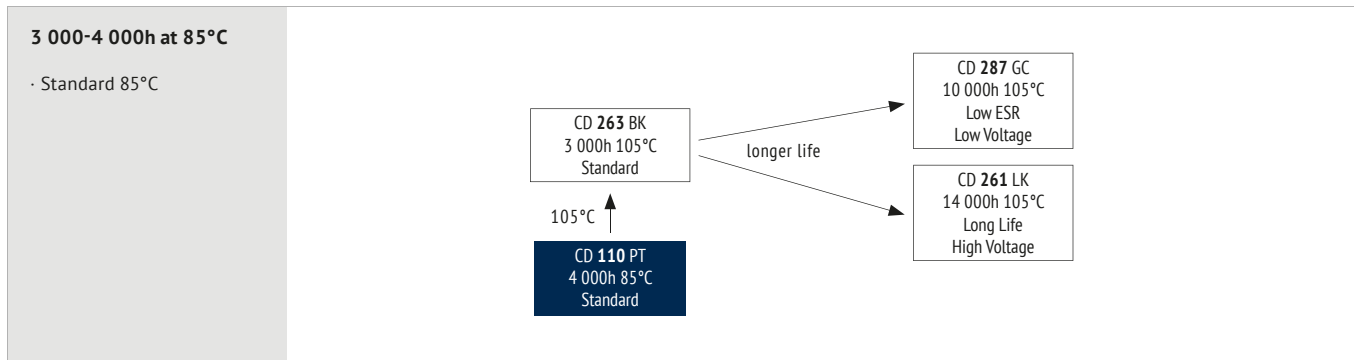 3 000-4 000h at 85°C
· Standard 85°C
CD 287 GC
10 000h 105°C
Low ESR
Low Voltage
CD 263 BK
3 000h 105°C
Standard
longer life
CD 261 LK
14 000h 105°C
Long Life
High Voltage
105°C
CD 110 PT
4 000h 85°C
Standard